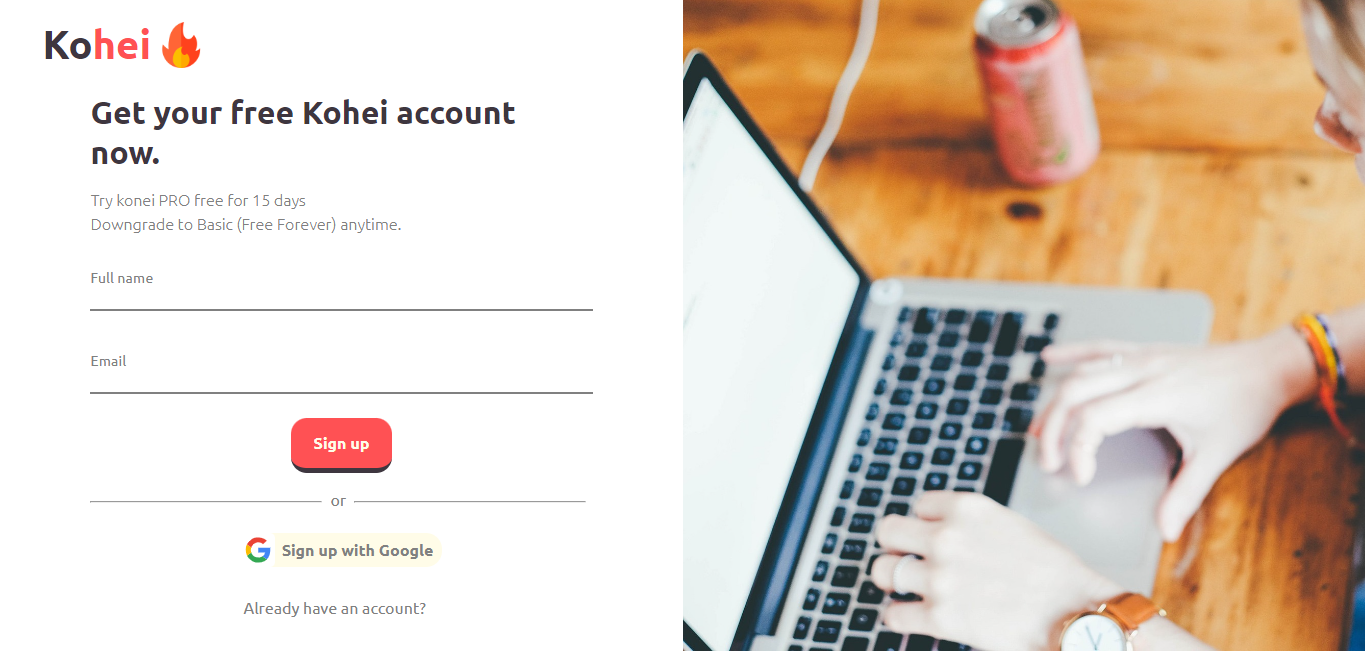 Kohei
Get your free Kohei account
now.
Try konei PRO free for 15 days
Downgrade to Basic (Free Forever) anytime.
Full name
Email
Sign up
or
Sign up with Google
Already have an account?